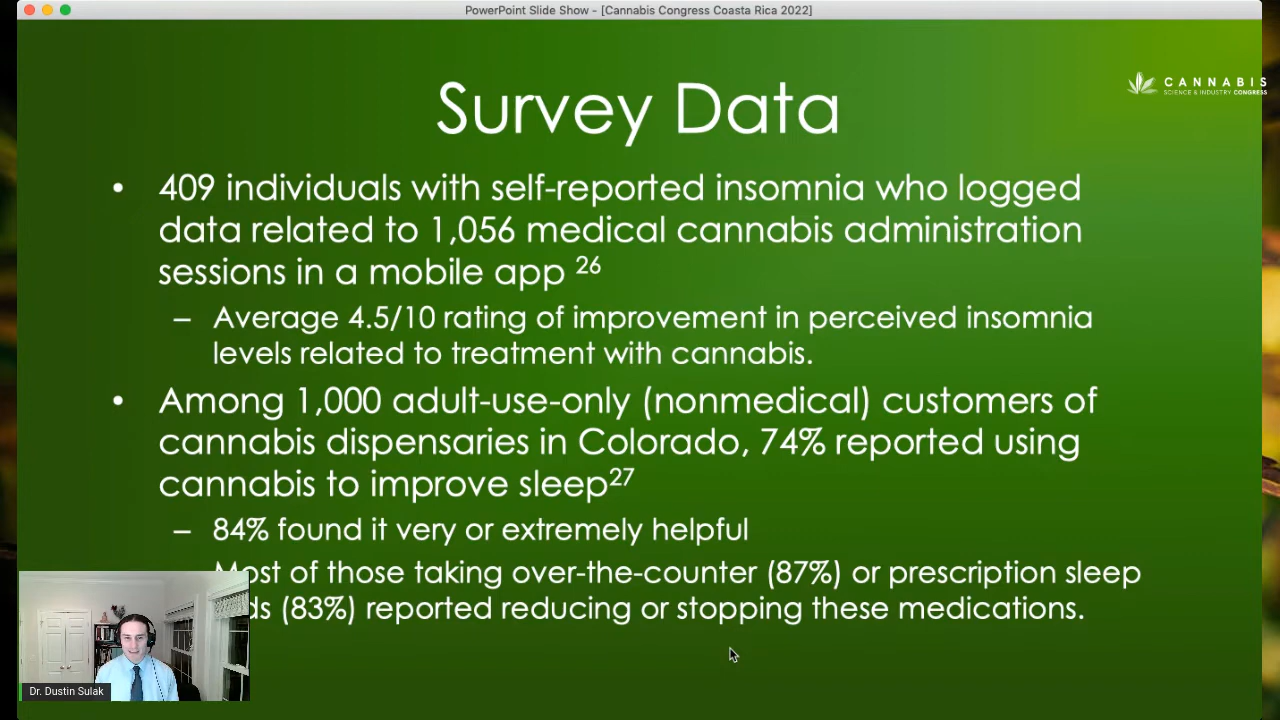 PowerPoint Slide Show - [Cannabis Congress Coasta Rica 2022]
CANNABIS
SCIENCE & INDUSTRY CONGRESS
Survey Data
• 409 individuals with self-reported insomnia who logged
data related to 1,056 medical cannabis administration
sessions in a mobile app 26
– Average 4.5/10 rating of improvement in perceived insomnia
levels related to treatment with cannabis.
• Among 1,000 adult-use-only (nonmedical) customers of
cannabis dispensaries in Colorado, 74% reported using
cannabis to improve sleep27
– 84% found it very or extremely helpful
Most of those taking over-the-counter (87%) or prescription sleep
(83%) reported reducing or stopping these medications.
Dr. Dustin Sulak